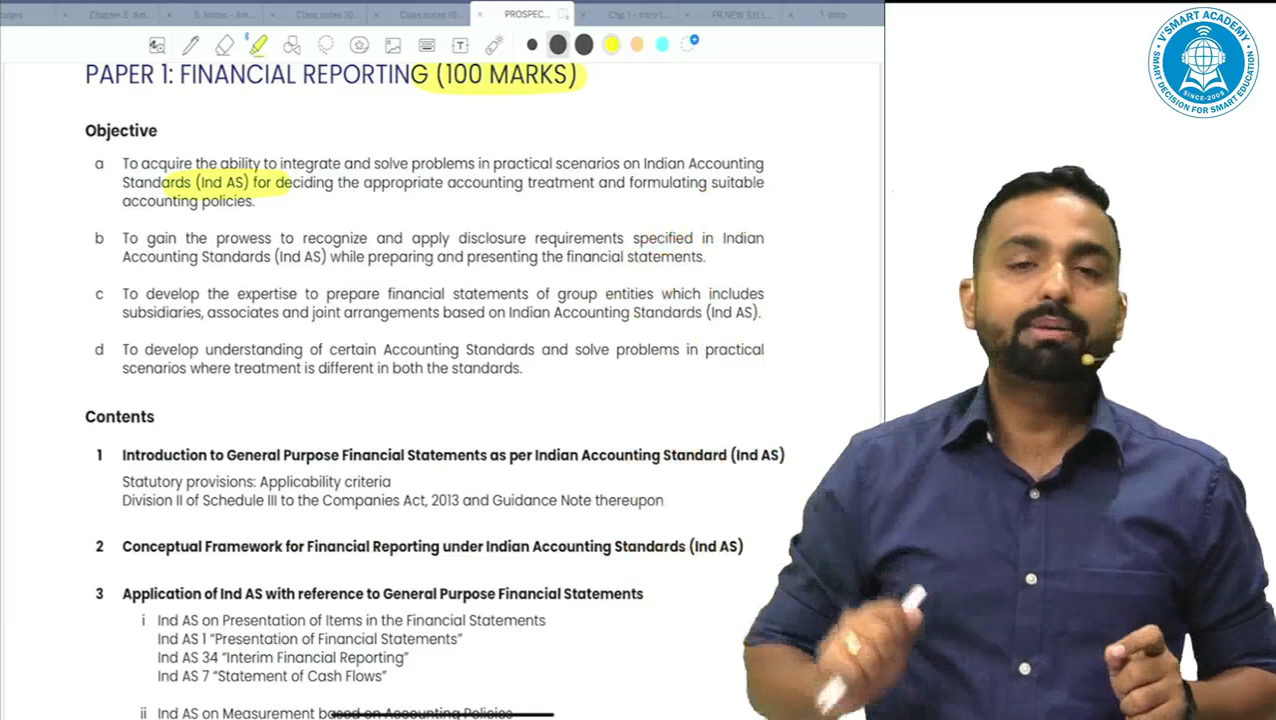 PROSPEC...
PAPER 1: FINANCIAL REPORTING (100 MARKS)
Objective
a To acquire the ability to integrate and solve problems in practical scenarios on Indian Accounting
Standards (Ind AS) for deciding the appropriate accounting treatment and formulating suitable
accounting policies.
b To gain the prowess to recognize and apply disclosure requirements specified in Indian
Accounting Standards (Ind AS) while preparing and presenting the financial statements.
c To develop the expertise to prepare financial statements of group entities which includes
subsidiaries, associates and joint arrangements based on Indian Accounting Standards (Ind AS).
d To develop understanding of certain Accounting Standards and solve problems in practical
scenarios where treatment is different in both the standards.
Contents
1 Introduction to General Purpose Financial Statements as per Indian Accounting Standard (Ind AS)
Statutory provisions: Applicability criteria
Division II of Schedule III to the Companies Act, 2013 and Guidance Note thereupon
2 Conceptual Framework for Financial Reporting under Indian Accounting Standards (Ind AS)
3 Application of Ind AS with reference to General Purpose Financial Statements
i Ind AS on Presentation of Items in the Financial Statements
Ind AS 1 “Presentation of Financial Statements”
Ind AS 34 “Interim Financial Reporting”
Ind AS 7 “Statement of Cash Flows”
ii Ind AS on Measurement based on Accounting Policies
V'SMART ACADEMY
SINCE-2005
SMART DECISION FOR SMART EDUCATION